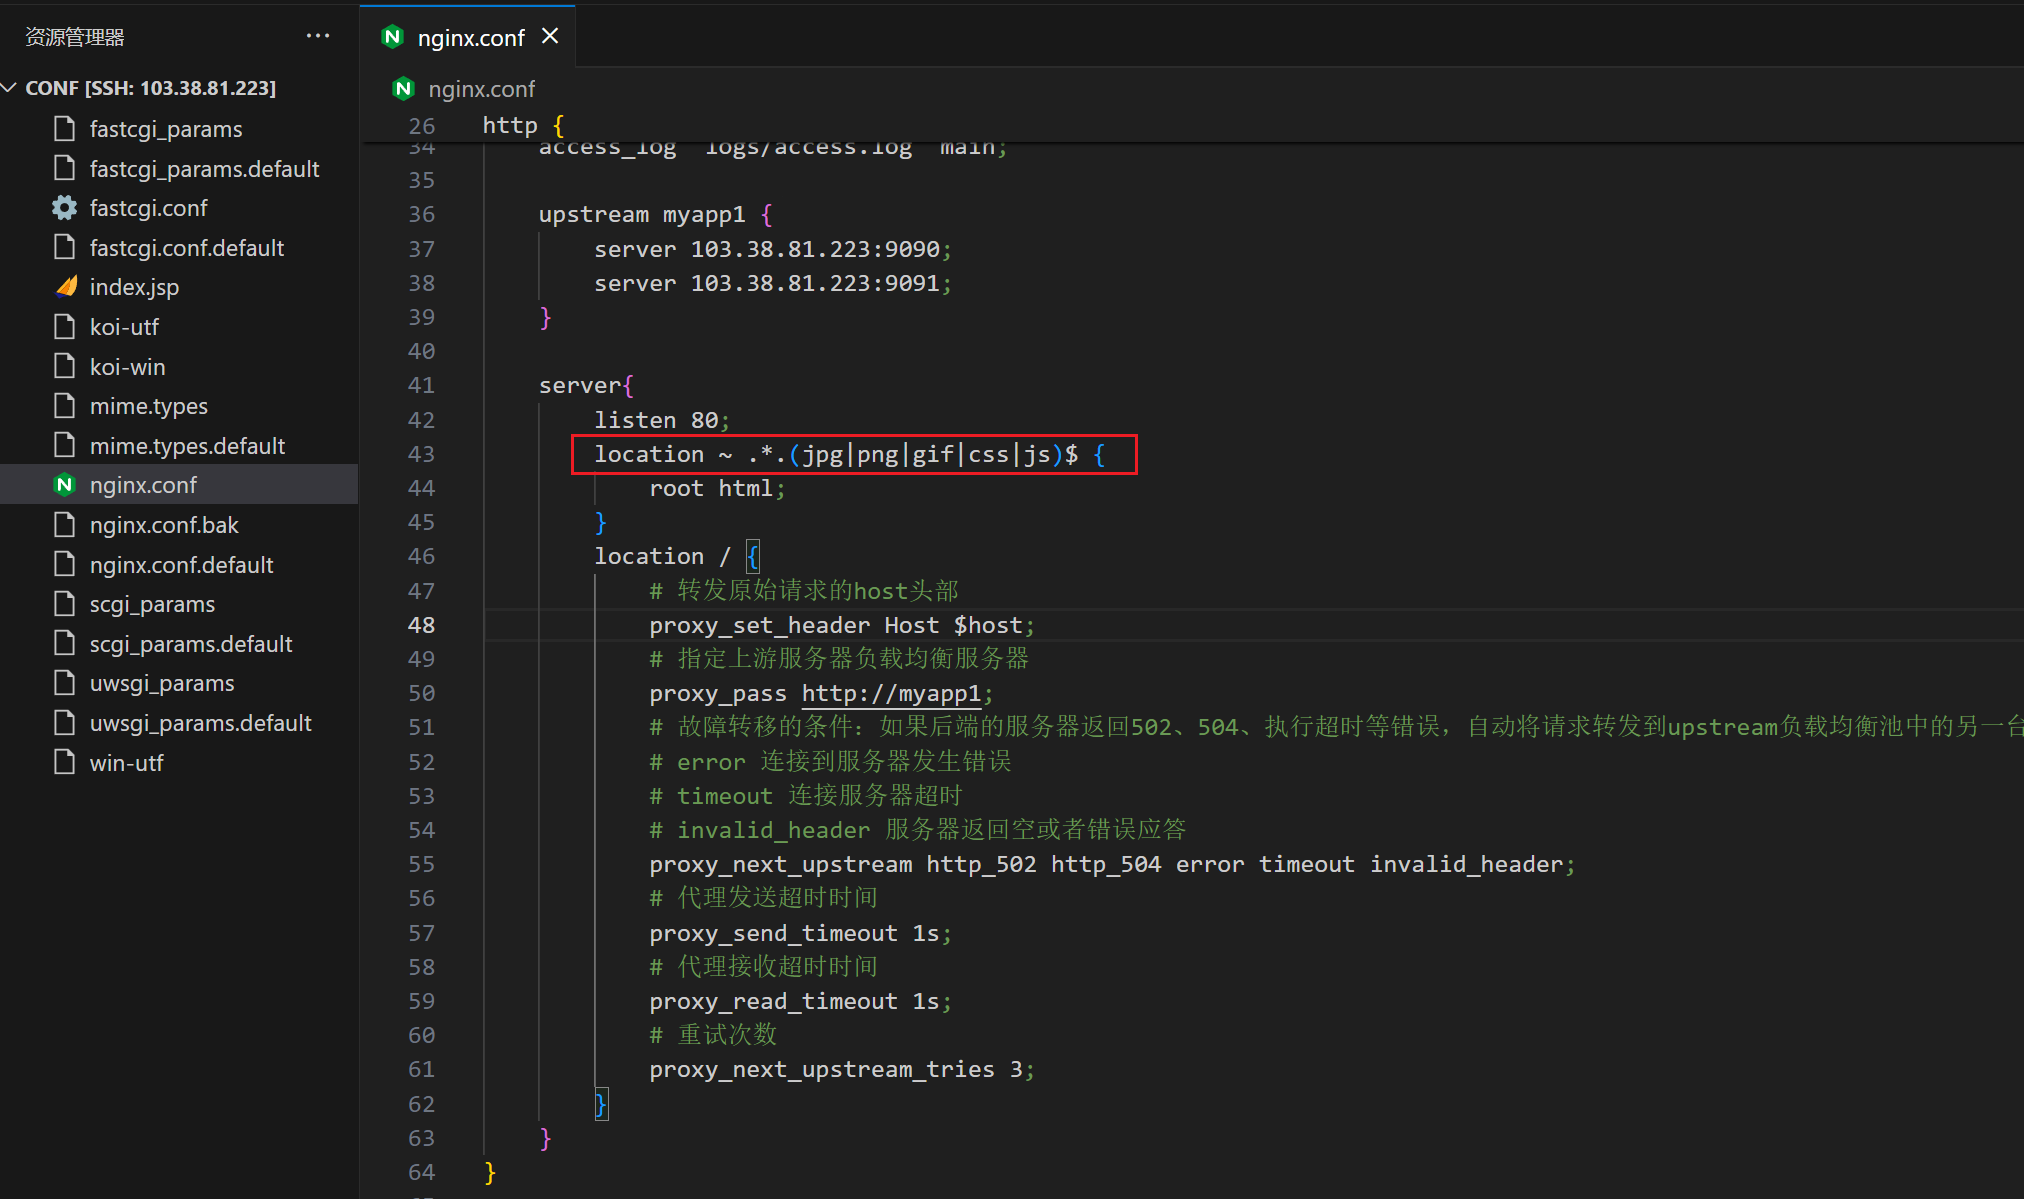 资源管理器
CONF [SSH: 103.38.81.223]
fastcgi_params
fastcgi_params.default
fastcgi.conf
fastcgi.conf.default
index.jsp
koi-utf
koi-win
mime.types
mime.types.default
nginx.conf
nginx.conf.bak
nginx.conf.default
scgi_params
scgi_params.default
uwsgi_params
uwsgi_params.default
win-utf
nginx.conf
nginx.conf
26 http {
34 access_log  logs/access.log  main;
35
36 upstream myapp1 {
37 server 103.38.81.223:9090;
38 server 103.38.81.223:9091;
39 }
40
41 server{
42 listen 80;
43 location ~ .*.(jpg|png|gif|css|js)$ {
44 root html;
45 }
46 location / {
47 # 转发原始请求的host头部
48 proxy_set_header Host $host;
49 # 指定上游服务器负载均衡服务器
50 proxy_pass http://myapp1;
51 # 故障转移的条件：如果后端的服务器返回502、504、执行超时等错误，自动将请求转发到upstream负载均衡池中的另一台
52 # error 连接到服务器发生错误
53 # timeout 连接服务器超时
54 # invalid_header 服务器返回空或者错误应答
55 proxy_next_upstream http_502 http_504 error timeout invalid_header;
56 # 代理发送超时时间
57 proxy_send_timeout 1s;
58 # 代理接收超时时间
59 proxy_read_timeout 1s;
60 # 重试次数
61 proxy_next_upstream_tries 3;
62 }
63 }
64 }